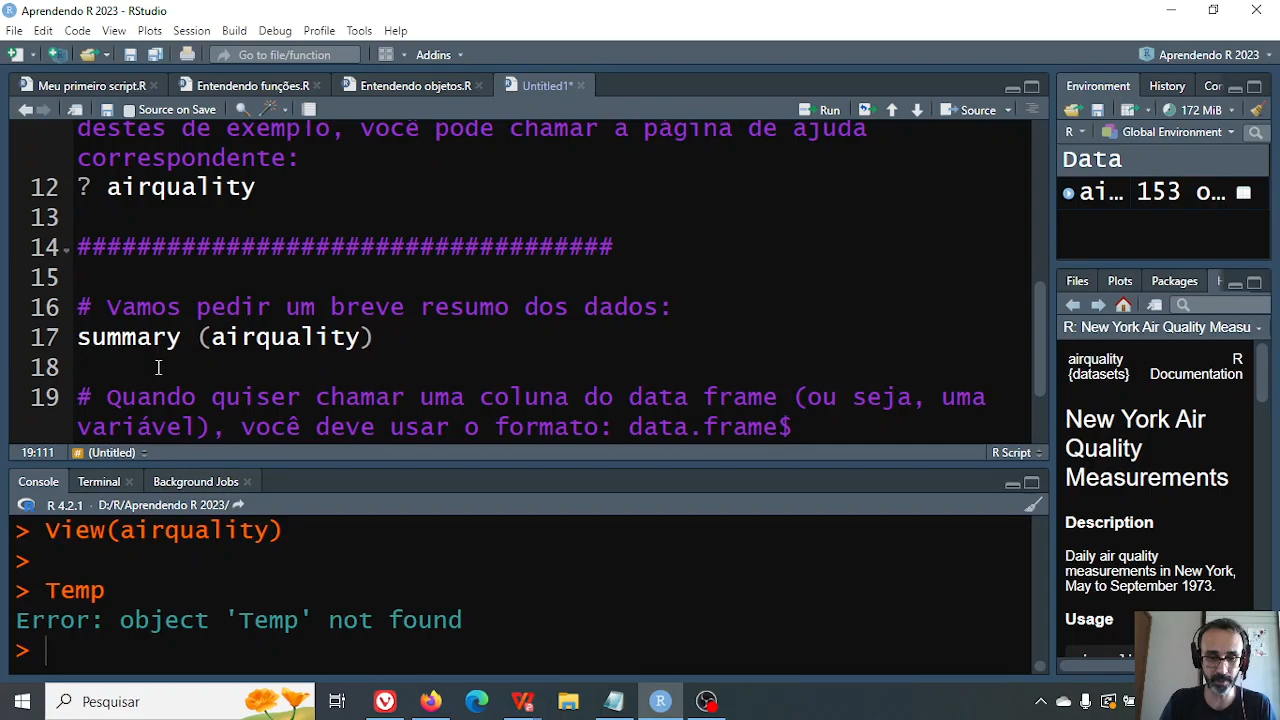 Aprendendo R 2023 - RStudio
File Edit Code View Plots Session Build Debug Profile Tools Help
Go to file/function Addins Aprendendo R 2023
Meu primeiro script.R Entendendo funções.R Entendendo objetos.R Untitled1*
Source on Save Run Source
destes de exemplo, você pode chamar a página de ajuda
correspondente:
12 ? airquality
13
14 ####################################
15
16 # Vamos pedir um breve resumo dos dados:
17 summary (airquality)
18
19 # Quando quiser chamar uma coluna do data frame (ou seja, uma
variável), você deve usar o formato: data.frame$
19:111 # (Untitled) R Script
Console Terminal Background Jobs
R 4.2.1 · D:/R/Aprendendo R 2023/
> View(airquality)
>
> Temp
Error: object 'Temp' not found
>
Environment History Cor
172 MiB
R Global Environment
Data
ai... 153 o...
Files Plots Packages
R: New York Air Quality Measu
airquality {datasets} R Documentation
New York Air
Quality
Measurements
Description
Daily air quality
measurements in New York,
May to September 1973.
Usage
Pesquisar